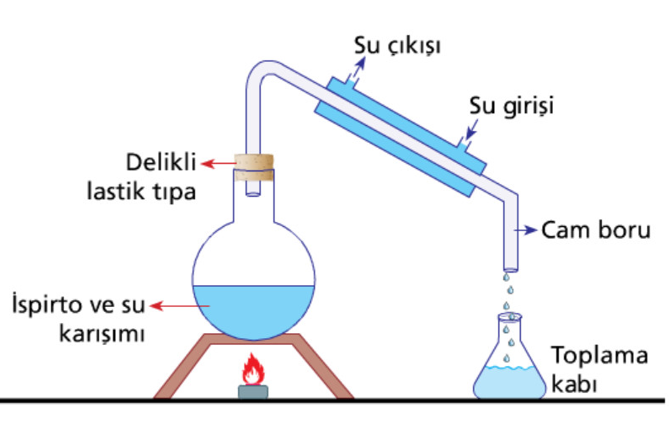 Su çıkışı
Su girişi
Delikli
lastik tıpa
Cam boru
İspirto ve su
karışımı
Toplama
kabı